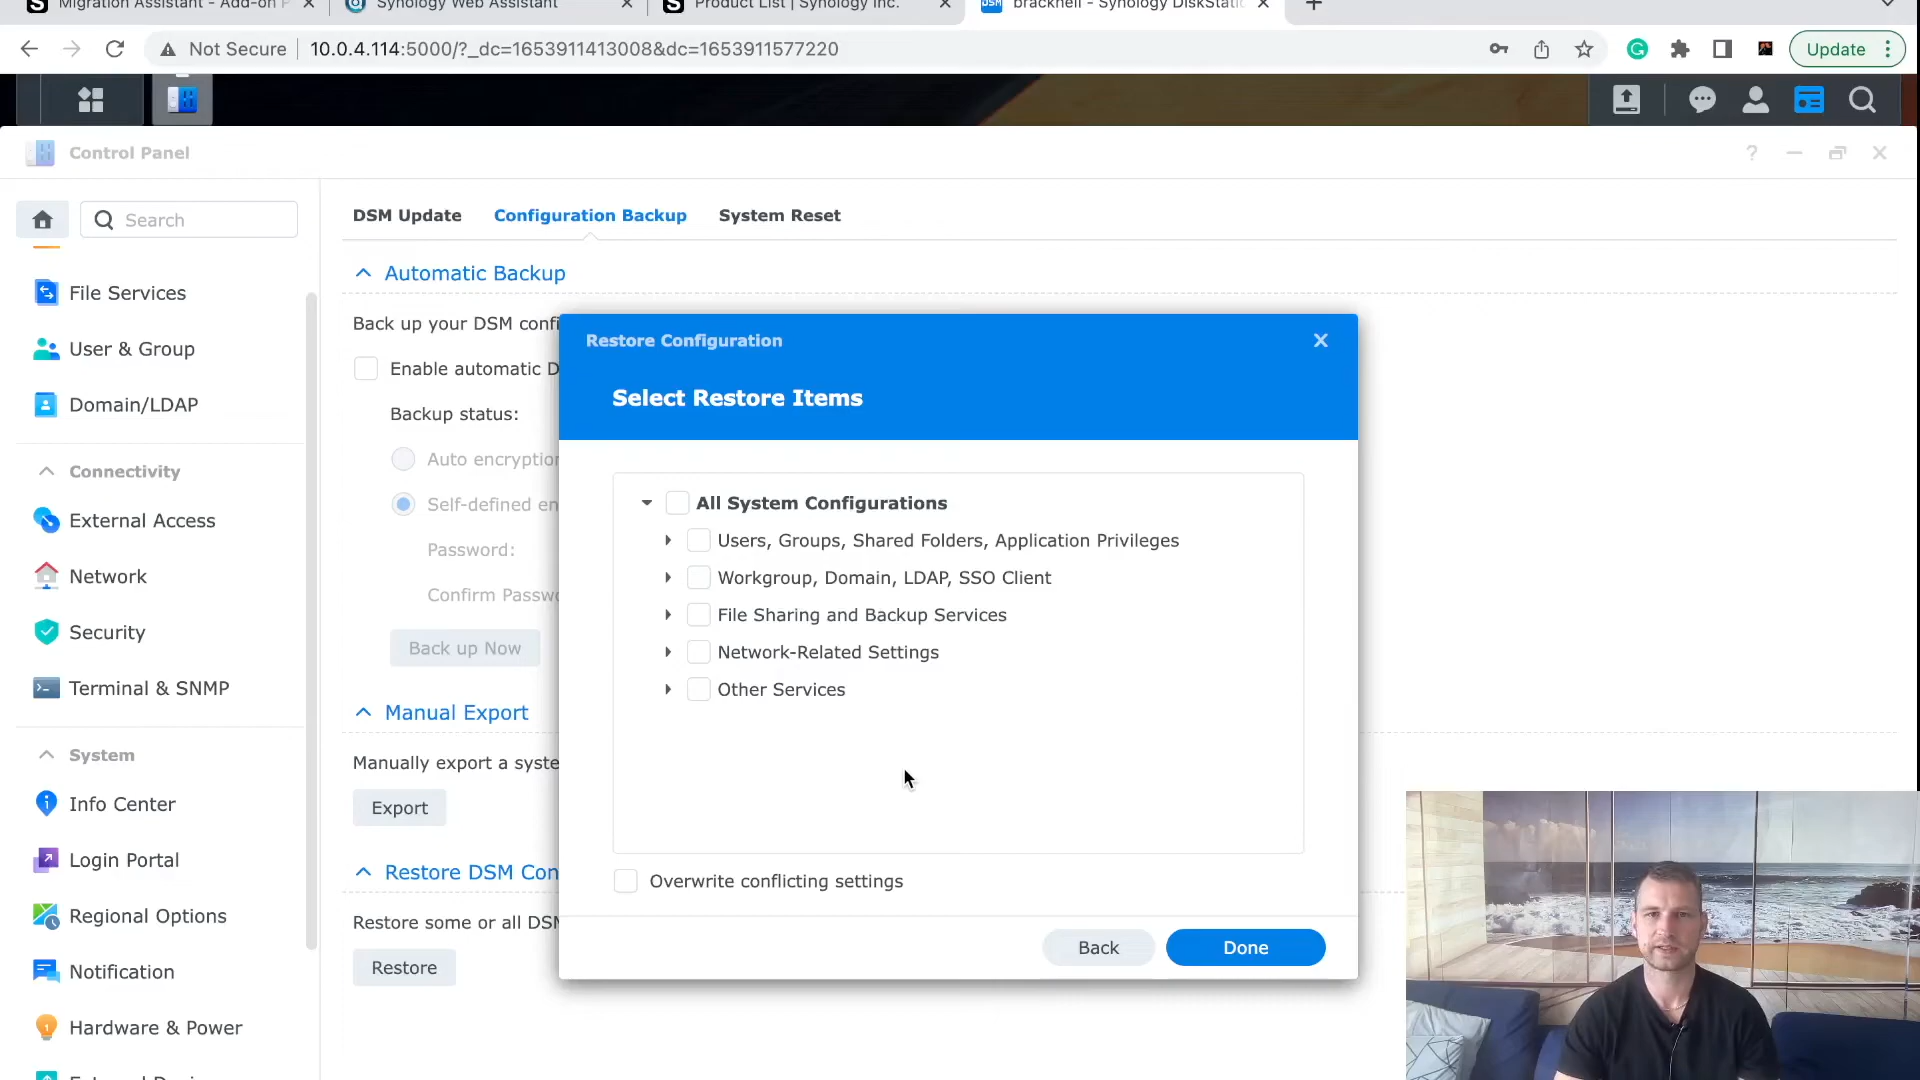 Migration Assistant - Add-on P
Synology Web Assistant
Product List | Synology Inc.
bracknell - Synology DiskStati
Not Secure
10.0.4.114:5000/?_dc=1653911413008&dc=1653911577220
Update
Control Panel
Search
File Services
User & Group
Domain/LDAP
Connectivity
External Access
Network
Security
Terminal & SNMP
System
Info Center
Login Portal
Regional Options
Notification
Hardware & Power
DSM Update
Configuration Backup
System Reset
Automatic Backup
Back up your DSM confi
Enable automatic D
Backup status:
Auto encryption
Self-defined en
Password:
Confirm Passwo
Back up Now
Manual Export
Manually export a syste
Export
Restore DSM Con
Restore some or all DSM
Restore
Restore Configuration
Select Restore Items
All System Configurations
Users, Groups, Shared Folders, Application Privileges
Workgroup, Domain, LDAP, SSO Client
File Sharing and Backup Services
Network-Related Settings
Other Services
Overwrite conflicting settings
Back
Done